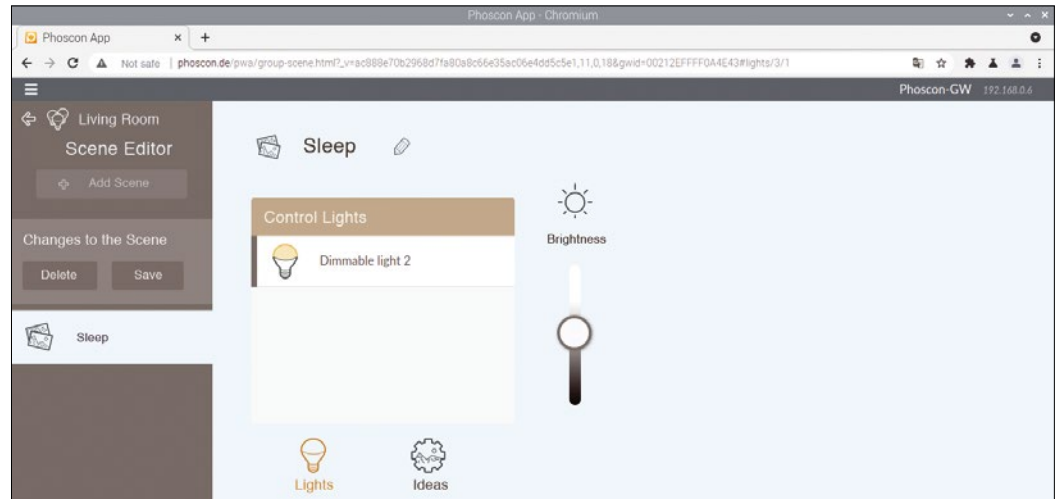 Phoscon App - Chromium
Phoscon App
Not safe | phoscon.de/pwa/group-scene.html?_v=ac888e70b2968d7fa80a8c66e35ac06e4dd5c5e1,11,0,18&gwid=00212EFFFF0A4E43#lights/3/1
Phoscon-GW 192.168.0.6
Living Room
Scene Editor
Add Scene
Changes to the Scene
Delete Save
Sleep
Sleep
Control Lights
Dimmable light 2
Brightness
Lights Ideas